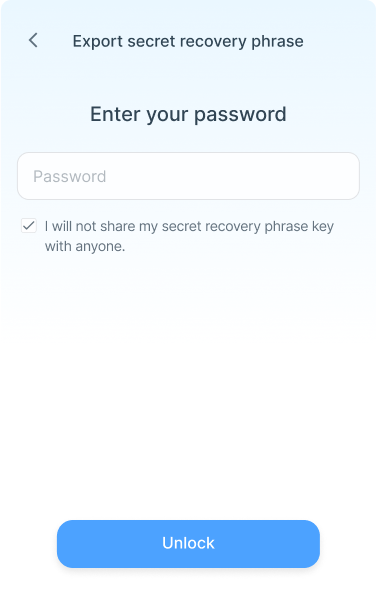 Export secret recovery phrase
Enter your password
Password
I will not share my secret recovery phrase key
with anyone.
Unlock